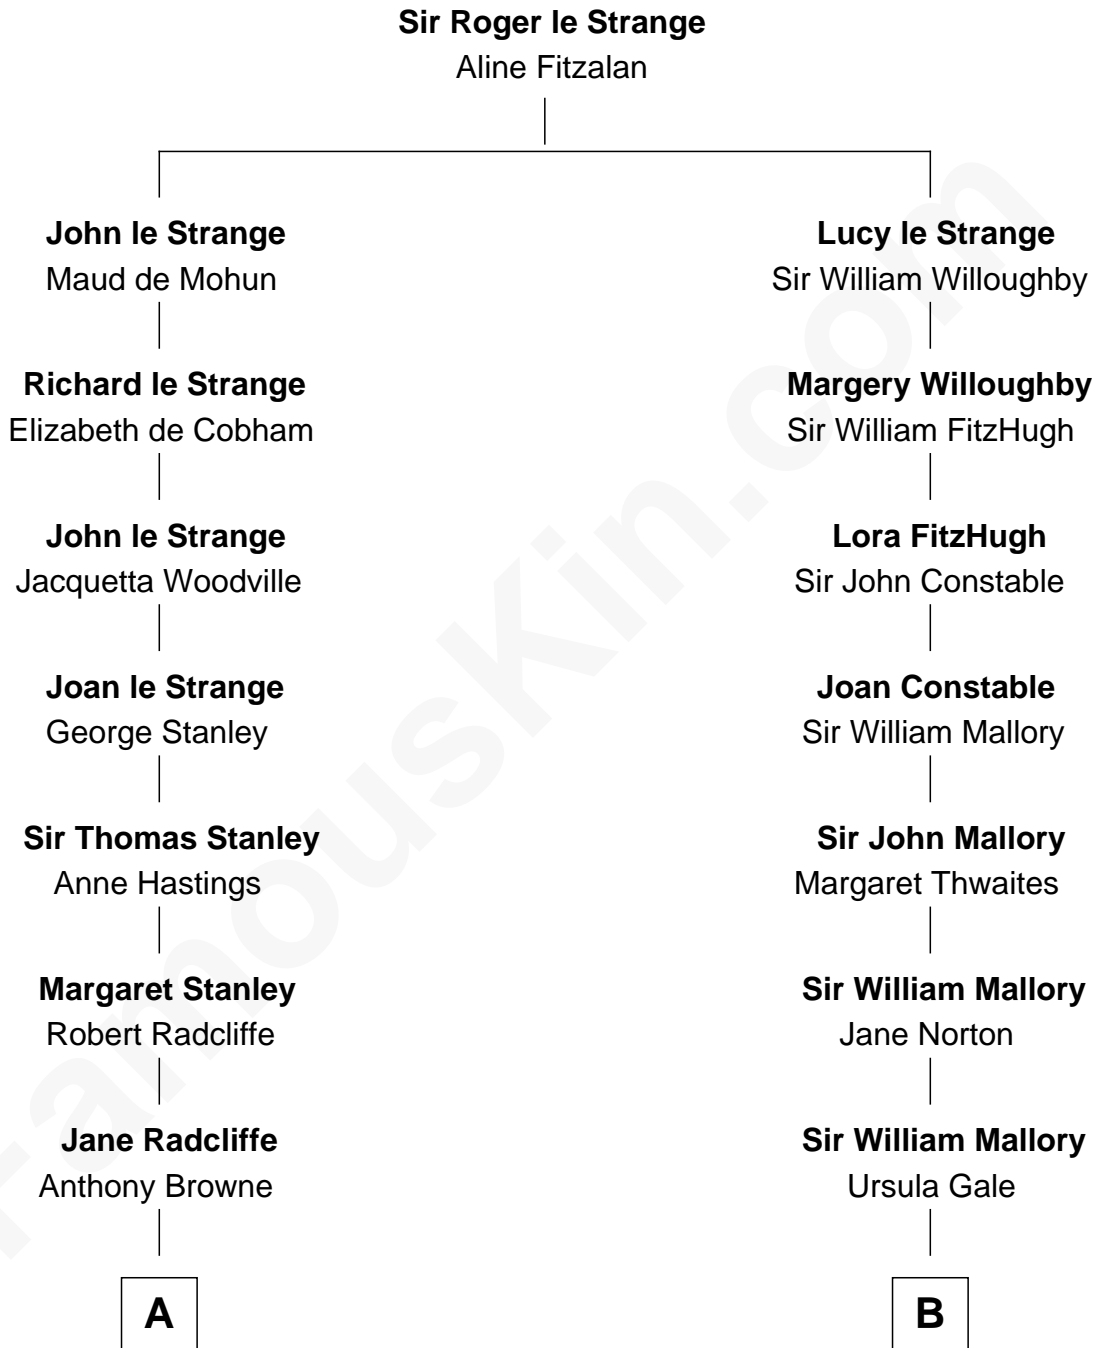 Sir Roger le Strange
Aline Fitzalan
John le Strange
Maud de Mohun
Lucy le Strange
Sir William Willoughby
Richard le Strange
Elizabeth de Cobham
Margery Willoughby
Sir William FitzHugh
John le Strange
Jacquetta Woodville
Lora FitzHugh
Sir John Constable
Joan le Strange
George Stanley
Joan Constable
Sir William Mallory
Sir Thomas Stanley
Anne Hastings
Sir John Mallory
Margaret Thwaites
Margaret Stanley
Robert Radcliffe
Sir William Mallory
Jane Norton
Jane Radcliffe
Anthony Browne
Sir William Mallory
Ursula Gale
A
B
FamousKin.com